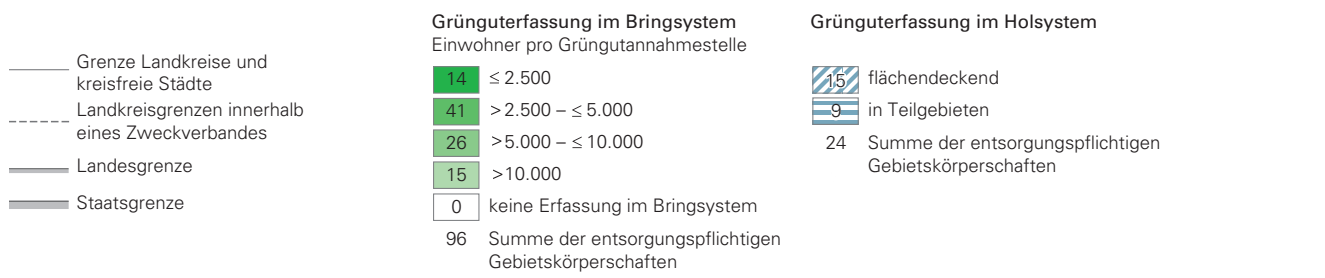 Grenze Landkreise und
kreisfreie Städte
Landkreisgrenzen innerhalb
eines Zweckverbandes
Landesgrenze
Staatsgrenze
Grünguterfassung im Bringsystem
Einwohner pro Grüngutannahmestelle
14 ≤ 2.500
41 >2.500 – ≤ 5.000
26 >5.000 – ≤ 10.000
15 >10.000
0 keine Erfassung im Bringsystem
96 Summe der entsorgungspflichtigen
Gebietskörperschaften
Grünguterfassung im Holsystem
15 flächendeckend
9 in Teilgebieten
24 Summe der entsorgungspflichtigen
Gebietskörperschaften